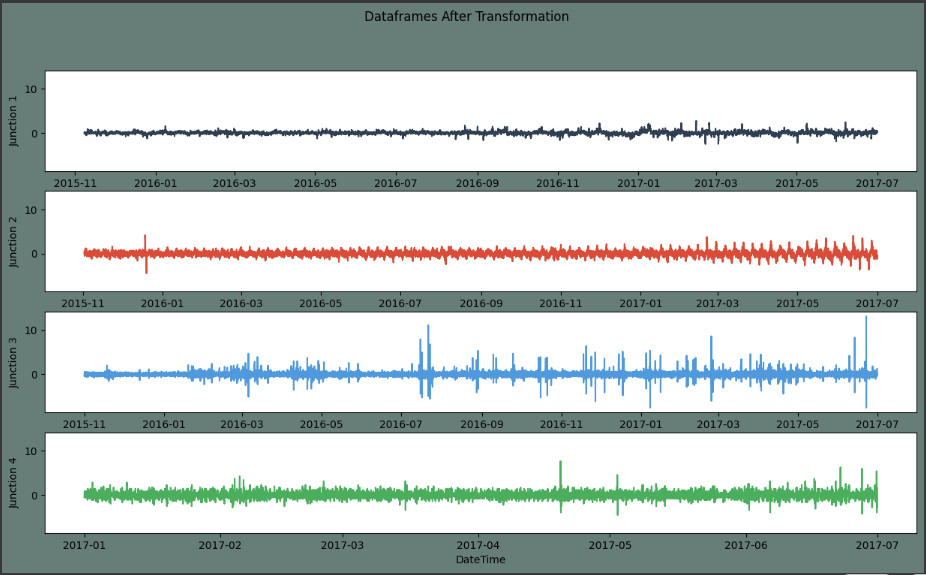 Dataframes After Transformation
10
0
Junction 1
2015-11 2016-01 2016-03 2016-05 2016-07 2016-09 2016-11 2017-01 2017-03 2017-05 2017-07
10
0
Junction 2
2015-11 2016-01 2016-03 2016-05 2016-07 2016-09 2016-11 2017-01 2017-03 2017-05 2017-07
10
0
Junction 3
2015-11 2016-01 2016-03 2016-05 2016-07 2016-09 2016-11 2017-01 2017-03 2017-05 2017-07
10
0
Junction 4
2017-01 2017-02 2017-03 2017-04 2017-05 2017-06 2017-07
DateTime